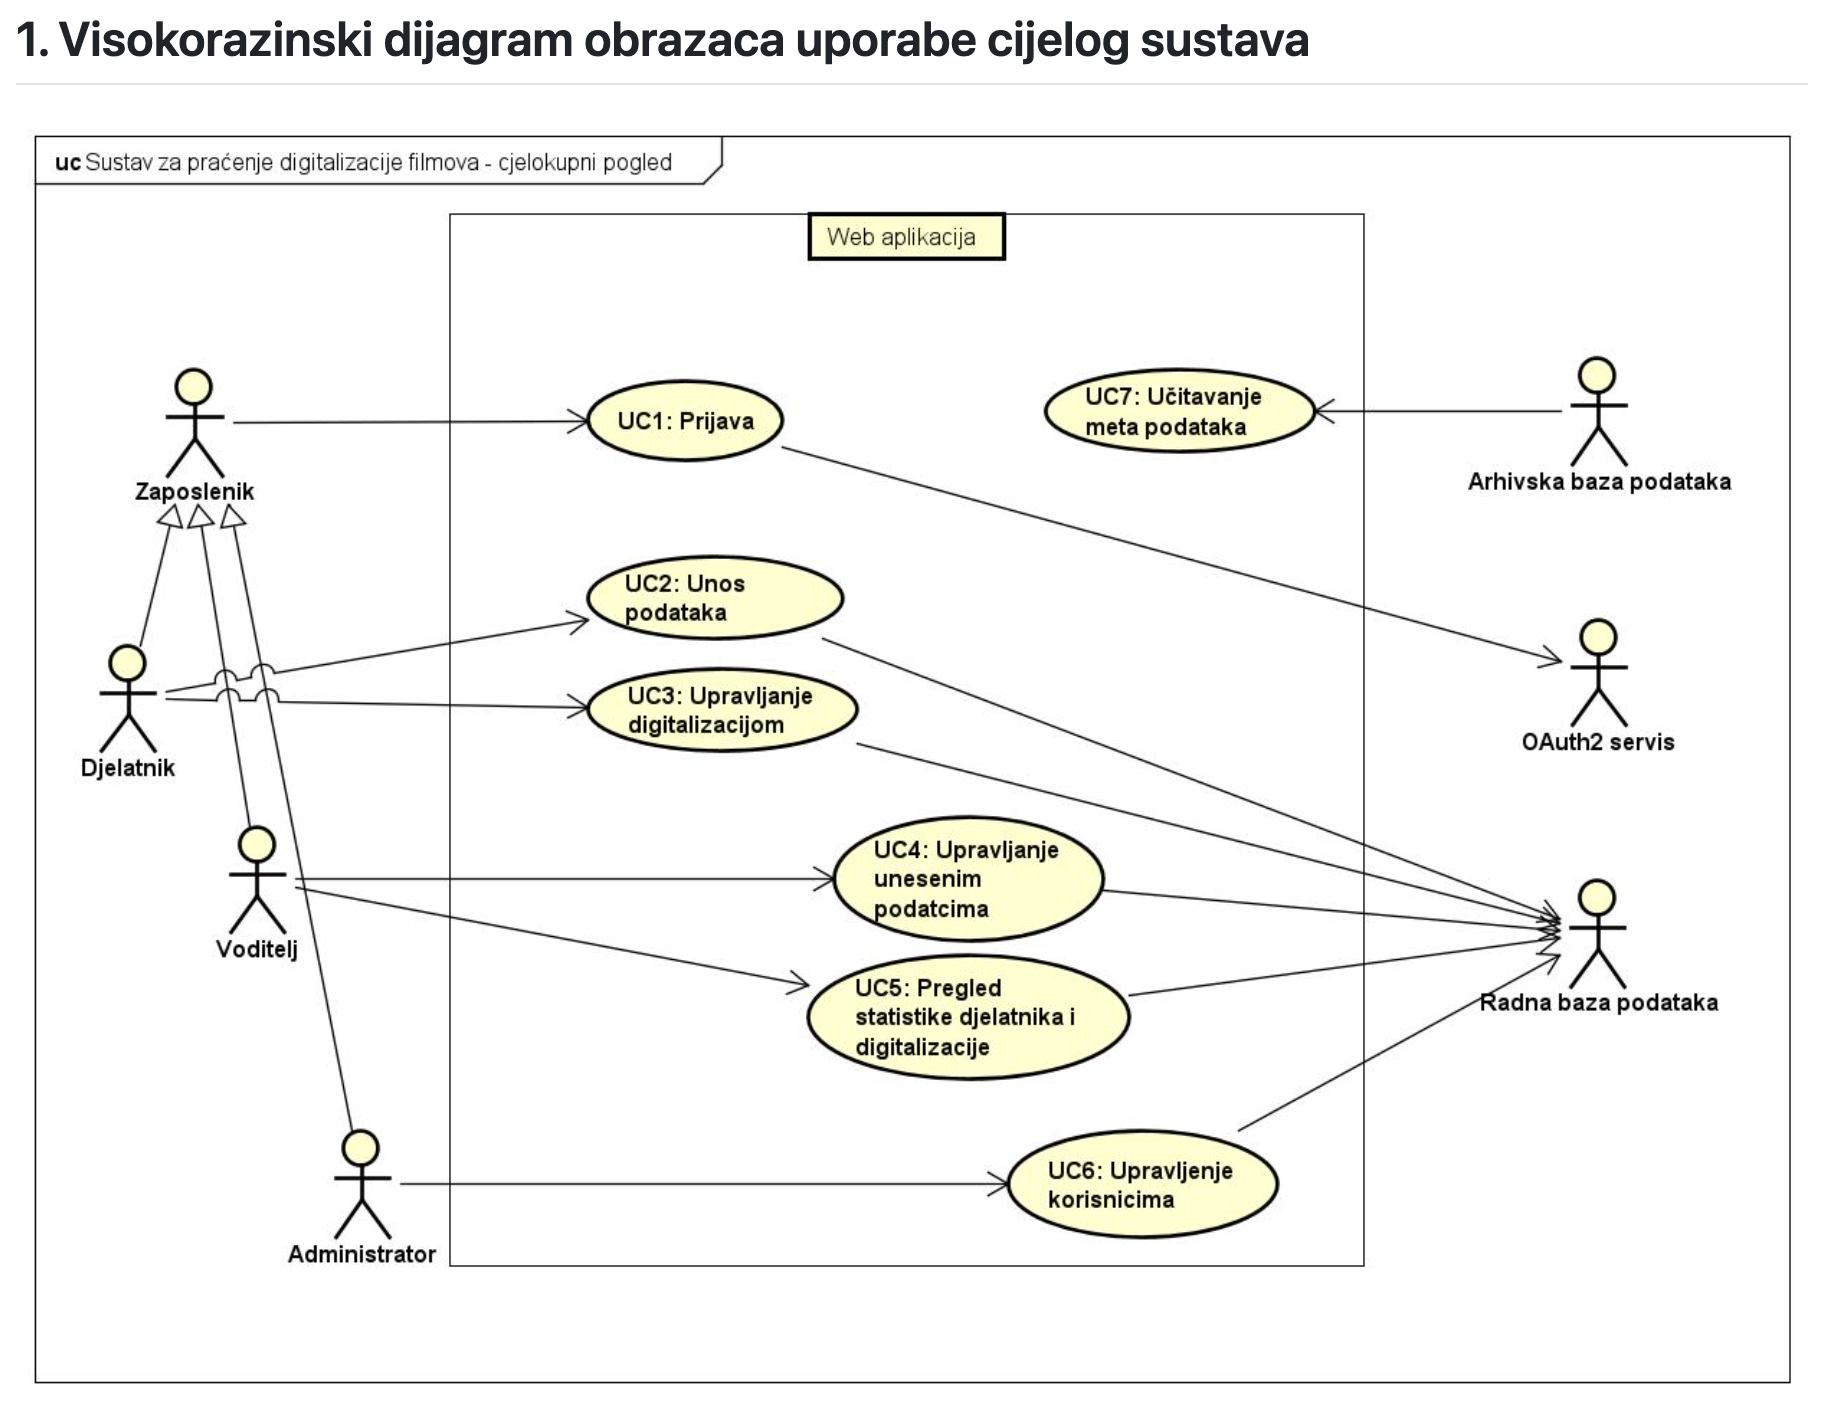 1. Visokorazinski dijagram obrazaca uporabe cijelog sustava
uc Sustav za praćenje digitalizacije filmova - cjelokupni pogled
Web aplikacija
UC1: Prijava
UC7: Učitavanje
meta podataka
Zaposlenik
Arhivska baza podataka
UC2: Unos
podataka
UC3: Upravljanje
digitalizacijom
OAuth2 servis
Djelatnik
UC4: Upravljanje
unesenim
podatcima
Voditelj
UC5: Pregled
statistike djelatnika i
digitalizacije
Radna baza podataka
UC6: Upravljenje
korisnicima
Administrator